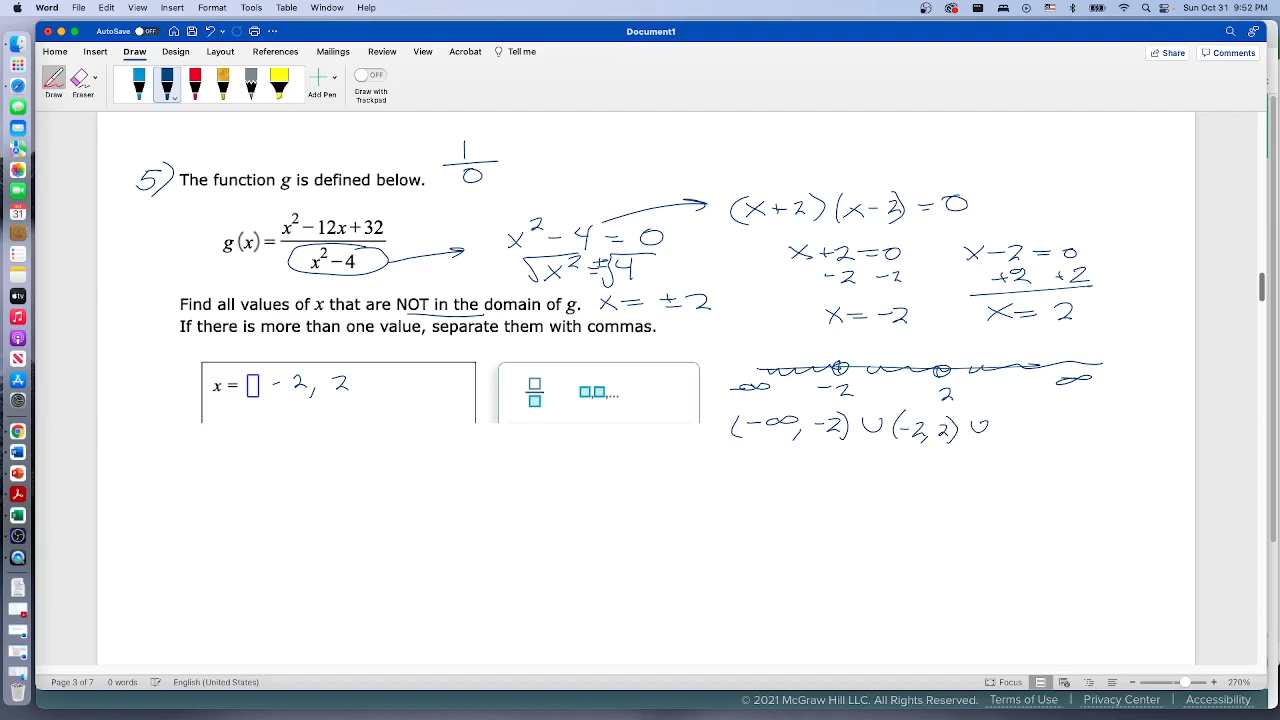 Word File Edit View Insert Format Tools Table Window Help Sun Oct 31 9:52 PM
AutoSave OFF Document1
Home Insert Draw Design Layout References Mailings Review View Acrobat Tell me Share Comments
Draw Eraser Add Pen OFF Draw with Trackpad
5) The function g is defined below.
1/0
g(x) = (x² − 12x + 32)/(x² − 4)
x² − 4 = 0
√x² = ±√4
x = ±2
(x+2)(x−2) = 0
x+2=0 x−2=0
-2 -2 +2 +2
x = -2 x = 2
Find all values of x that are NOT in the domain of g.
If there is more than one value, separate them with commas.
x = □ -2, 2
□/□ □,□,...
-∞ -2 2 ∞
(-∞, -2) ∪ (-2, 2) ∪
Page 3 of 7 0 words English (United States) Focus 270%
© 2021 McGraw Hill LLC. All Rights Reserved. Terms of Use Privacy Center Accessibility